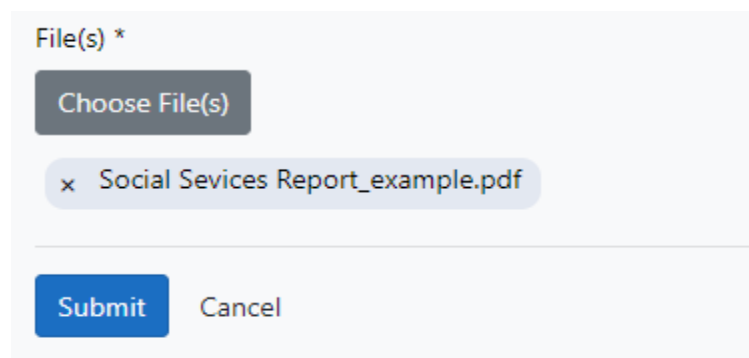 File(s) *
Choose File(s)
× Social Sevices Report_example.pdf
Submit Cancel